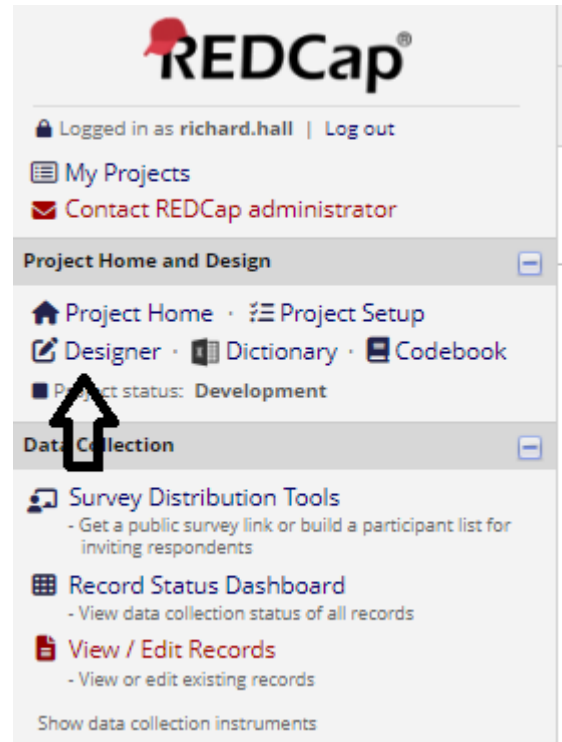 REDCap®
Logged in as richard.hall | Log out
My Projects
Contact REDCap administrator
Project Home and Design
Project Home · Project Setup
Designer · Dictionary · Codebook
Project status: Development
Data Collection
Survey Distribution Tools
- Get a public survey link or build a participant list for
inviting respondents
Record Status Dashboard
- View data collection status of all records
View / Edit Records
- View or edit existing records
Show data collection instruments